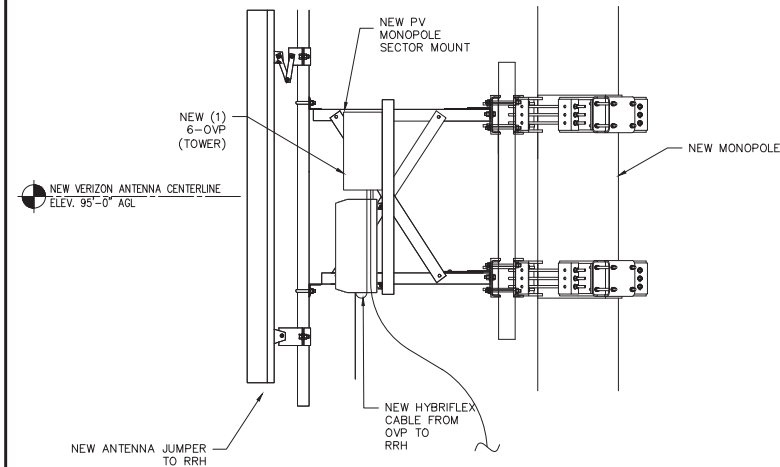 NEW PV
MONOPOLE
SECTOR MOUNT
NEW (1)
6-OVP
(TOWER)
NEW MONOPOLE
NEW VERIZON ANTENNA CENTERLINE
ELEV. 95'-0" AGL
NEW HYBRIFLEX
CABLE FROM
OVP TO
RRH
NEW ANTENNA JUMPER
TO RRH